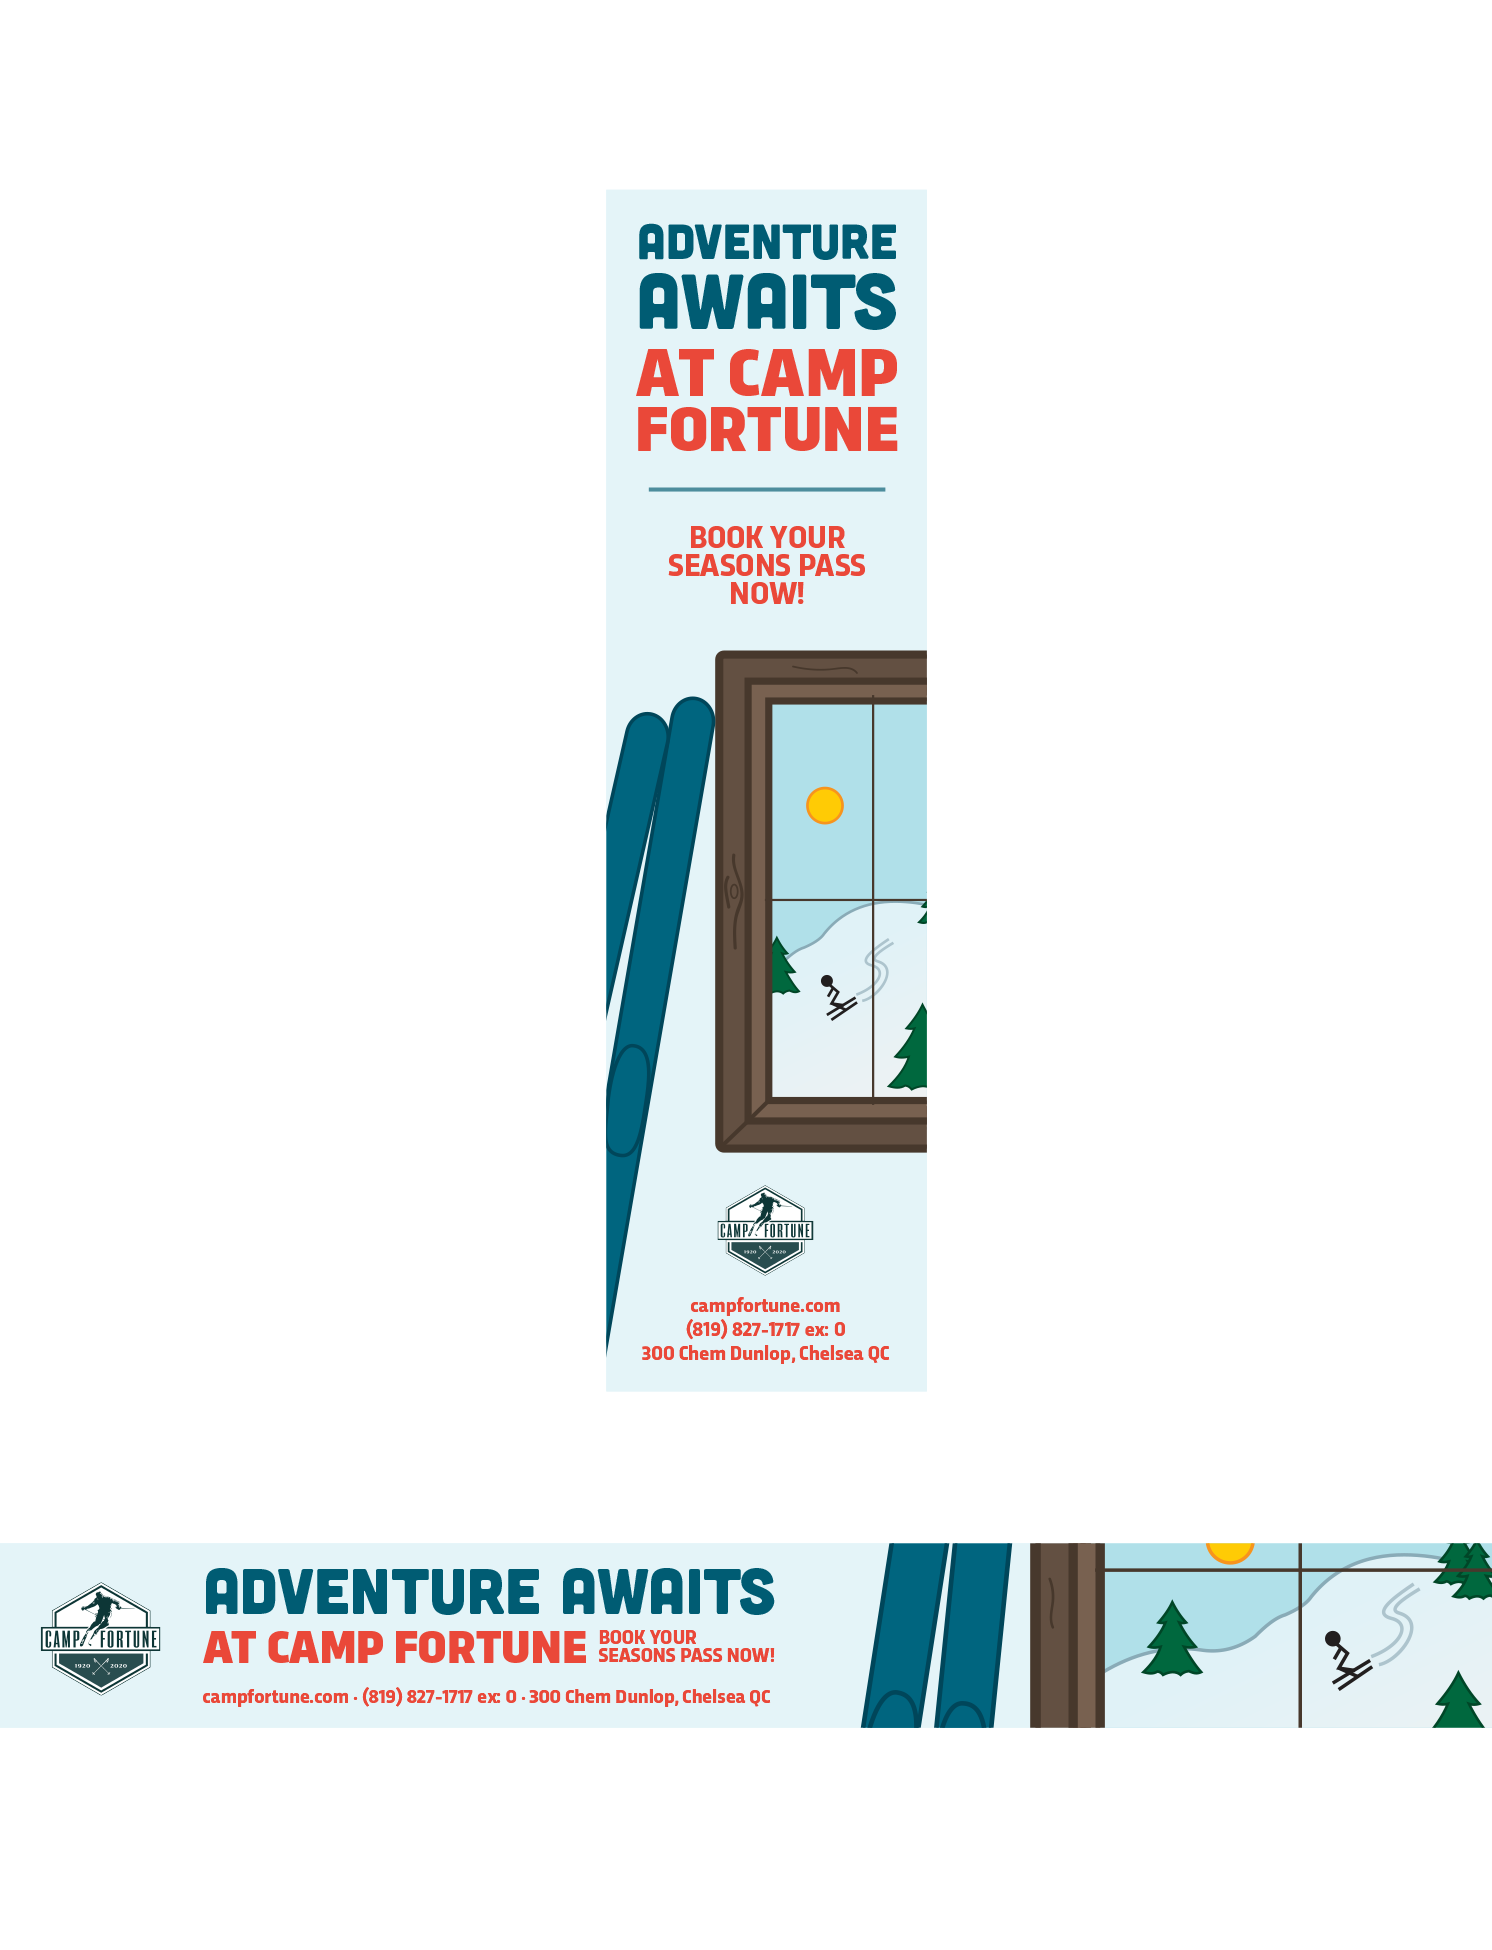 ADVENTURE
AWAITS
AT CAMP
FORTUNE
BOOK YOUR
SEASONS PASS
NOW!
CAMP FORTUNE
1920 2020
campfortune.com
(819) 827-1717 ex: 0
300 Chem Dunlop, Chelsea QC
CAMP FORTUNE
1920 2020
ADVENTURE AWAITS
AT CAMP FORTUNE
BOOK YOUR
SEASONS PASS NOW!
campfortune.com · (819) 827-1717 ex: 0 · 300 Chem Dunlop, Chelsea QC